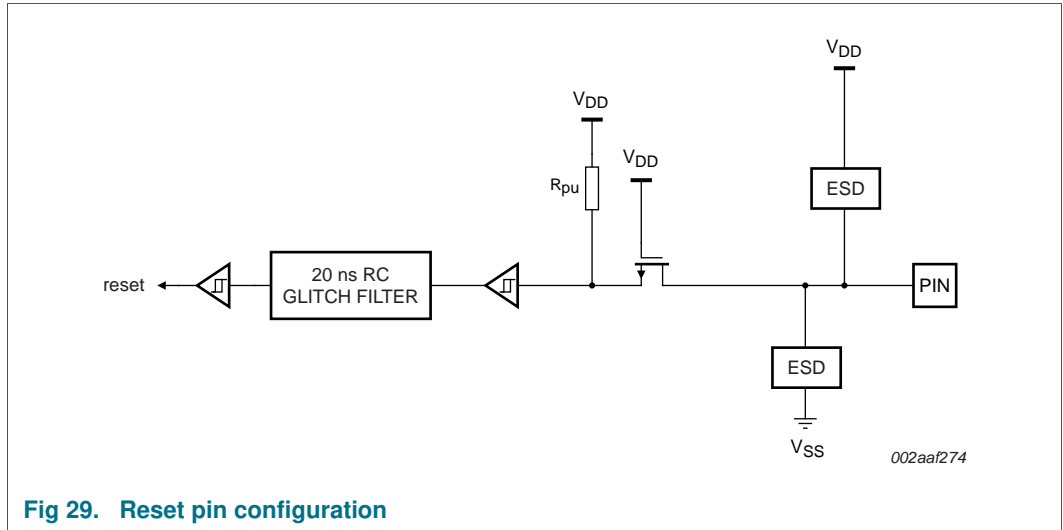 VDD
VDD
VDD
Rpu
ESD
reset
20 ns RC
GLITCH FILTER
PIN
ESD
VSS
002aaf274
Fig 29. Reset pin configuration